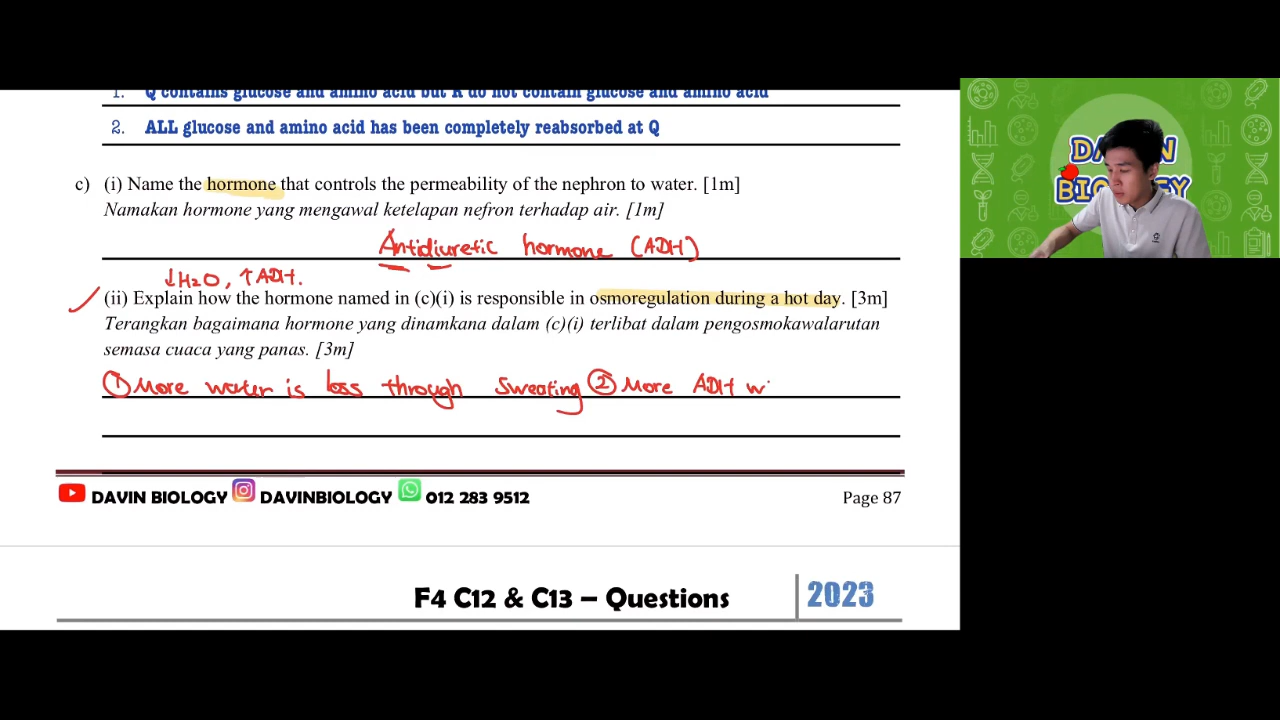 1. Q contains glucose and amino acid but R do not contain glucose and amino acid
2. ALL glucose and amino acid has been completely reabsorbed at Q
c) (i) Name the hormone that controls the permeability of the nephron to water. [1m]
Namakan hormone yang mengawal ketelapan nefron terhadap air. [1m]
Antidiuretic hormone (ADH)
↓H2O, ↑ADH.
(ii) Explain how the hormone named in (c)(i) is responsible in osmoregulation during a hot day. [3m]
Terangkan bagaimana hormone yang dinamkana dalam (c)(i) terlibat dalam pengosmokawalarutan
semasa cuaca yang panas. [3m]
① More water is loss through sweating ② More ADH w
DAVIN BIOLOGY DAVINBIOLOGY 012 283 9512
Page 87
F4 C12 & C13 – Questions
2023